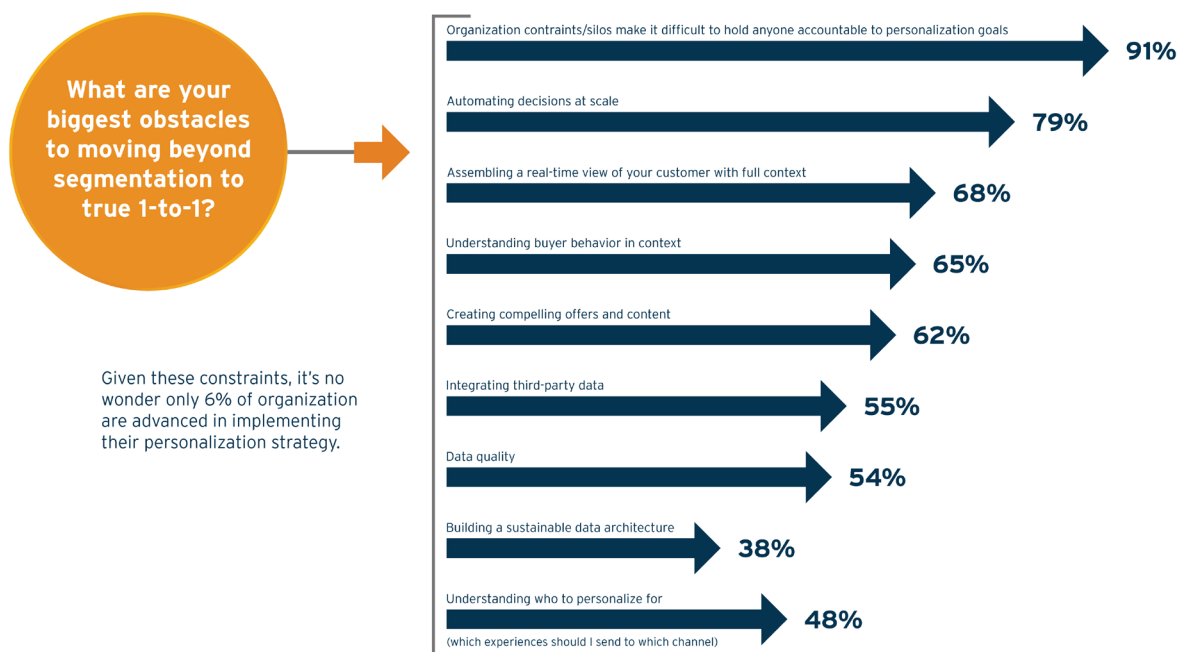 What are your
biggest obstacles
to moving beyond
segmentation to
true 1-to-1?
Given these constraints, it's no
wonder only 6% of organization
are advanced in implementing
their personalization strategy.
Organization contraints/silos make it difficult to hold anyone accountable to personalization goals
91%
Automating decisions at scale
79%
Assembling a real-time view of your customer with full context
68%
Understanding buyer behavior in context
65%
Creating compelling offers and content
62%
Integrating third-party data
55%
Data quality
54%
Building a sustainable data architecture
38%
Understanding who to personalize for
48%
(which experiences should I send to which channel)